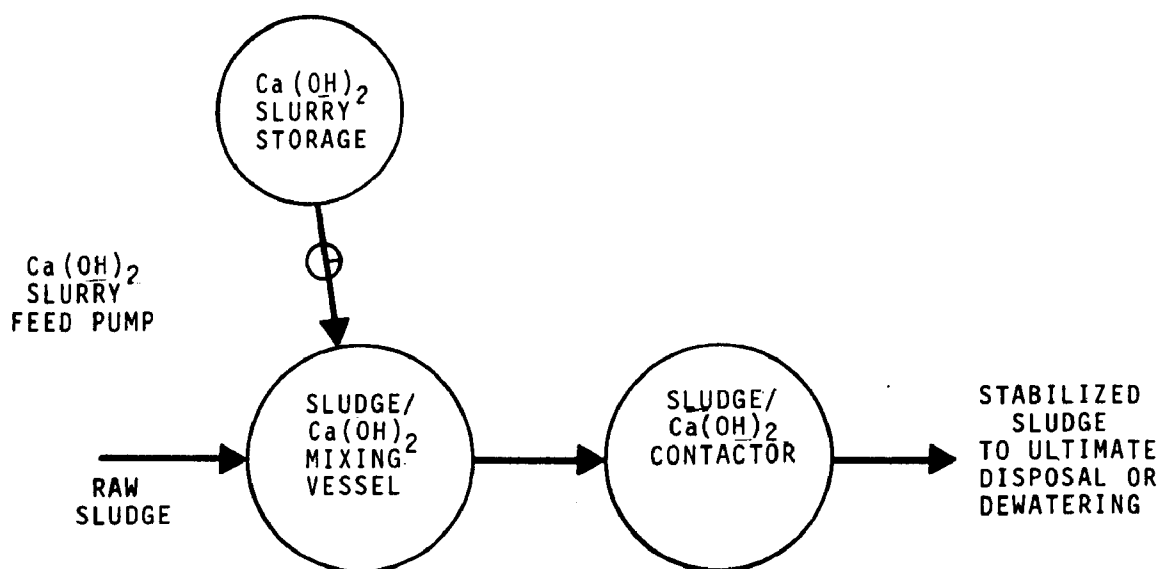 Ca(OH)2
SLURRY
STORAGE
Ca(OH)2
SLURRY
FEED PUMP
SLUDGE/
Ca(OH)2
MIXING
VESSEL
SLUDGE/
Ca(OH)2
CONTACTOR
RAW
SLUDGE
STABILIZED
SLUDGE
TO ULTIMATE
DISPOSAL OR
DEWATERING